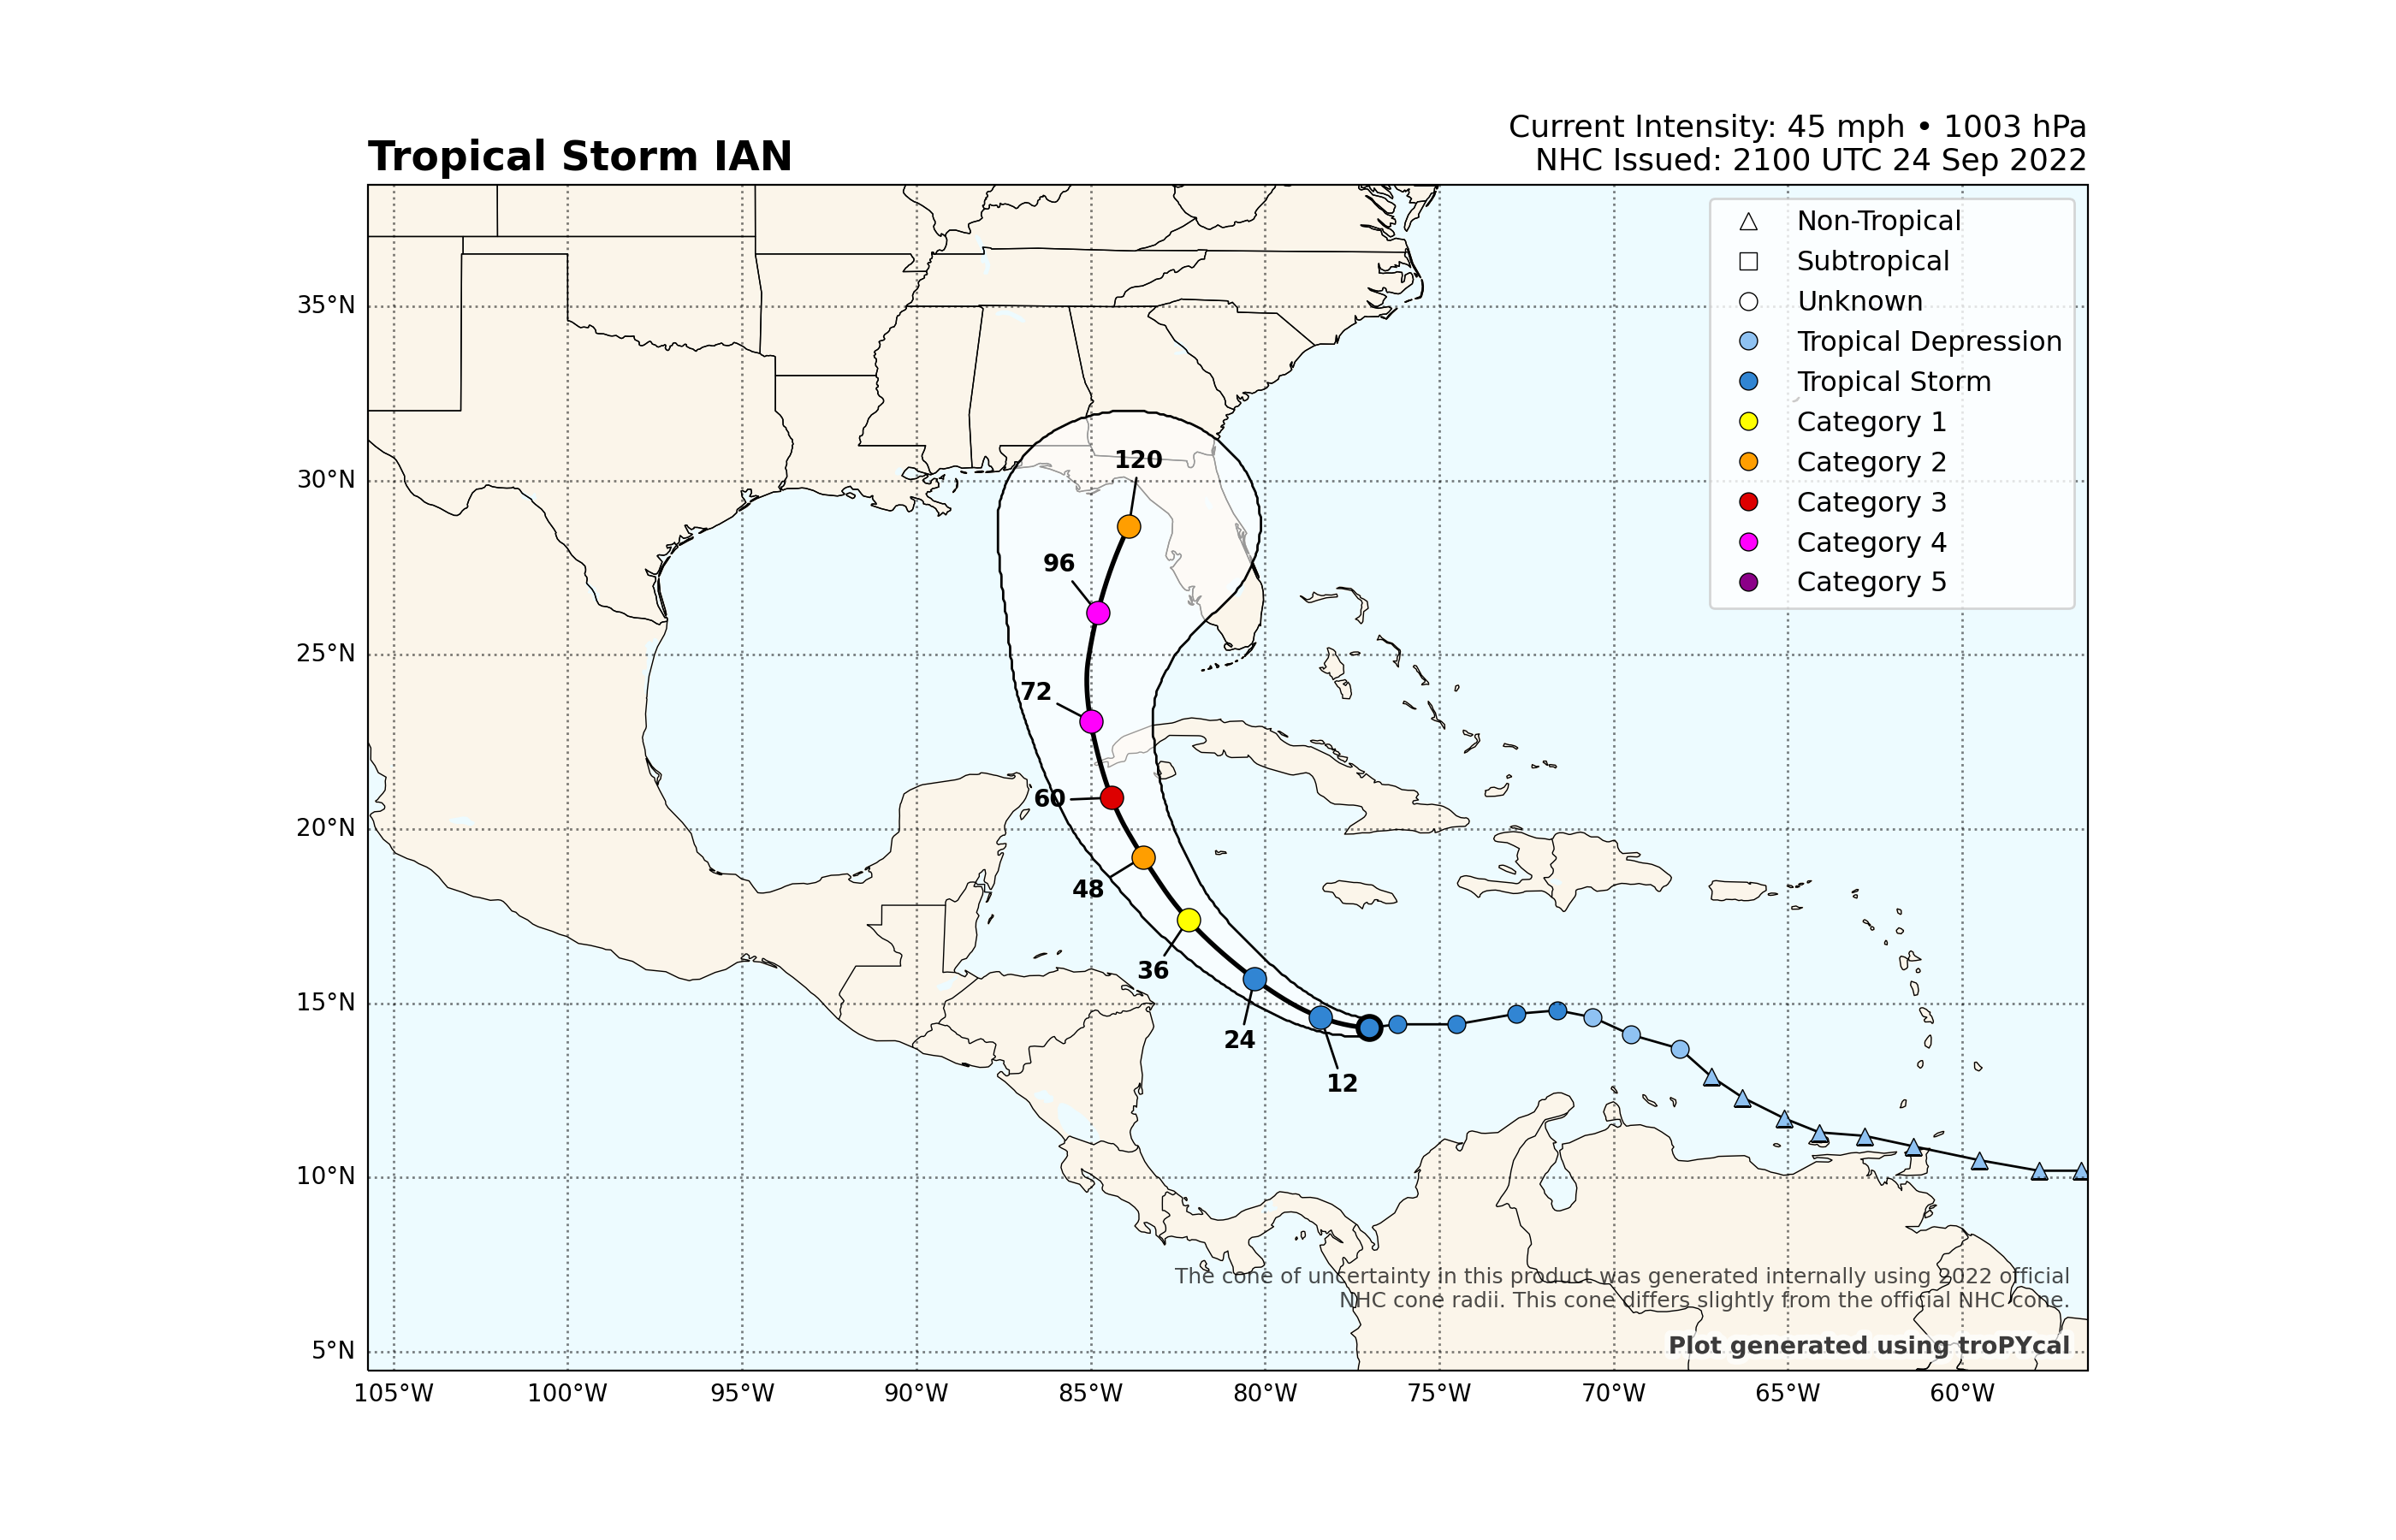 Tropical Storm IAN
Current Intensity: 45 mph • 1003 hPa
NHC Issued: 2100 UTC 24 Sep 2022
Non-Tropical
Subtropical
Unknown
Tropical Depression
Tropical Storm
Category 1
Category 2
Category 3
Category 4
Category 5
35°N
30°N
25°N
20°N
15°N
10°N
5°N
120
96
72
60
48
36
24
12
The cone of uncertainty in this product was generated internally using 2022 official
NHC cone radii. This cone differs slightly from the official NHC cone.
Plot generated using troPYcal
105°W 100°W 95°W 90°W 85°W 80°W 75°W 70°W 65°W 60°W